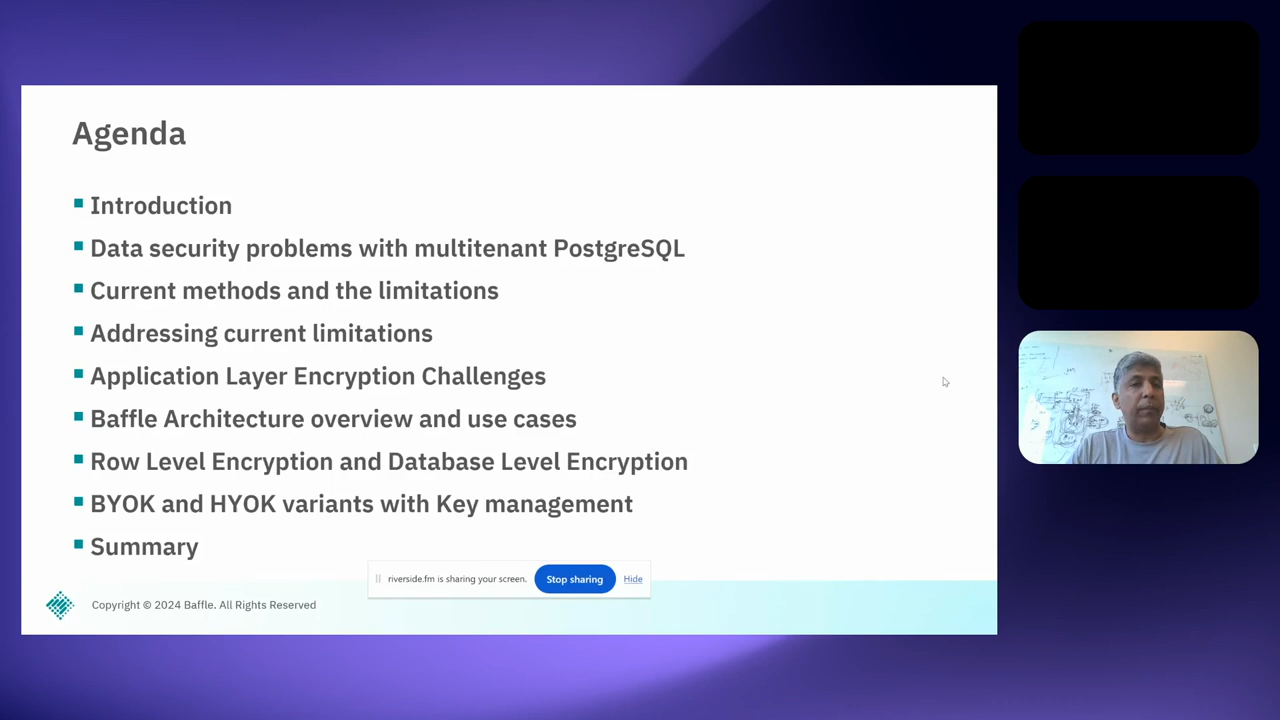 Agenda
Introduction
Data security problems with multitenant PostgreSQL
Current methods and the limitations
Addressing current limitations
Application Layer Encryption Challenges
Baffle Architecture overview and use cases
Row Level Encryption and Database Level Encryption
BYOK and HYOK variants with Key management
Summary
riverside.fm is sharing your screen. Stop sharing Hide
Copyright © 2024 Baffle. All Rights Reserved